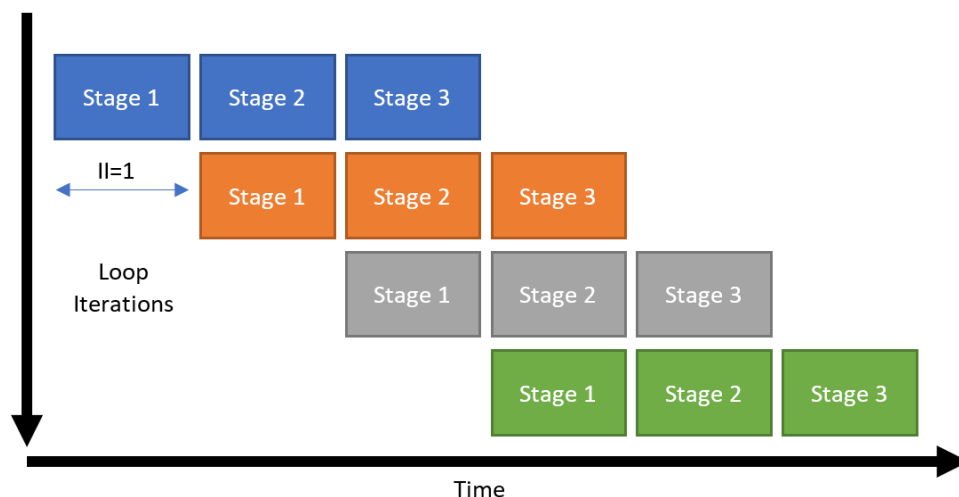 Stage 1
Stage 2
Stage 3
II=1
Stage 1
Stage 2
Stage 3
Loop
Iterations
Stage 1
Stage 2
Stage 3
Stage 1
Stage 2
Stage 3
Time